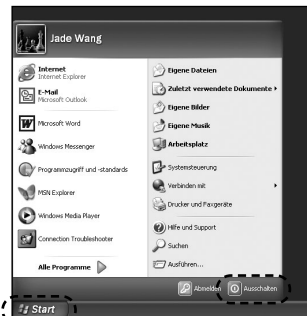 Jade Wang
Internet
Internet Explorer
E-Mail
Microsoft Outlook
Microsoft Word
Windows Messenger
Programmzugriff und -standards
MSN Explorer
Windows Media Player
Connection Troubleshooter
Alle Programme
Eigene Dateien
Zuletzt verwendete Dokumente
Eigene Bilder
Eigene Musik
Arbeitsplatz
Systemsteuerung
Verbinden mit
Drucker und Faxgeräte
Hilfe und Support
Suchen
Ausführen...
Abmelden
Ausschalten
Start